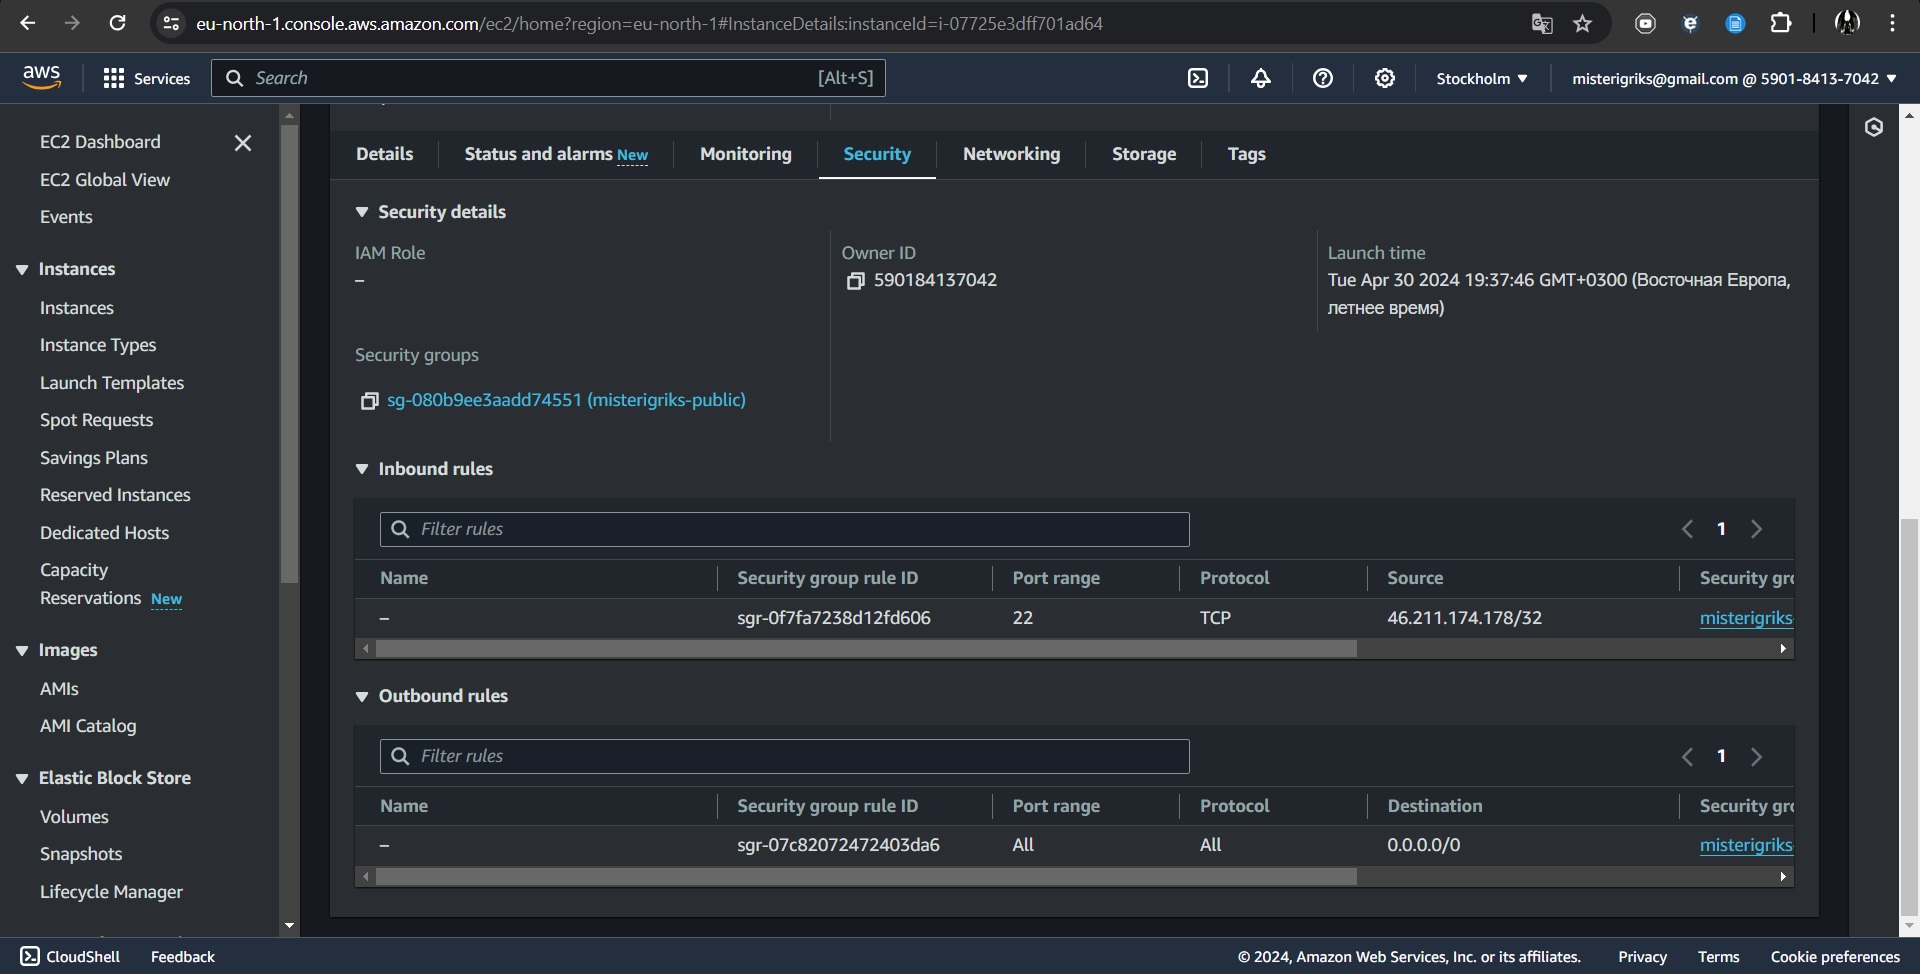 eu-north-1.console.aws.amazon.com/ec2/home?region=eu-north-1#InstanceDetails:instanceId=i-07725e3dff701ad64
aws
Services
Search
[Alt+S]
Stockholm
misterigriks@gmail.com @ 5901-8413-7042
EC2 Dashboard
EC2 Global View
Events
Instances
Instances
Instance Types
Launch Templates
Spot Requests
Savings Plans
Reserved Instances
Dedicated Hosts
Capacity
Reservations New
Images
AMIs
AMI Catalog
Elastic Block Store
Volumes
Snapshots
Lifecycle Manager
Details
Status and alarms New
Monitoring
Security
Networking
Storage
Tags
Security details
IAM Role
–
Owner ID
590184137042
Launch time
Tue Apr 30 2024 19:37:46 GMT+0300 (Восточная Европа,
летнее время)
Security groups
sg-080b9ee3aadd74551 (misterigriks-public)
Inbound rules
Filter rules
1
Name Security group rule ID Port range Protocol Source Security gro
– sgr-0f7fa7238d12fd606 22 TCP 46.211.174.178/32 misterigriks-
Outbound rules
Filter rules
1
Name Security group rule ID Port range Protocol Destination Security gro
– sgr-07c82072472403da6 All All 0.0.0.0/0 misterigriks-
CloudShell
Feedback
© 2024, Amazon Web Services, Inc. or its affiliates.
Privacy
Terms
Cookie preferences